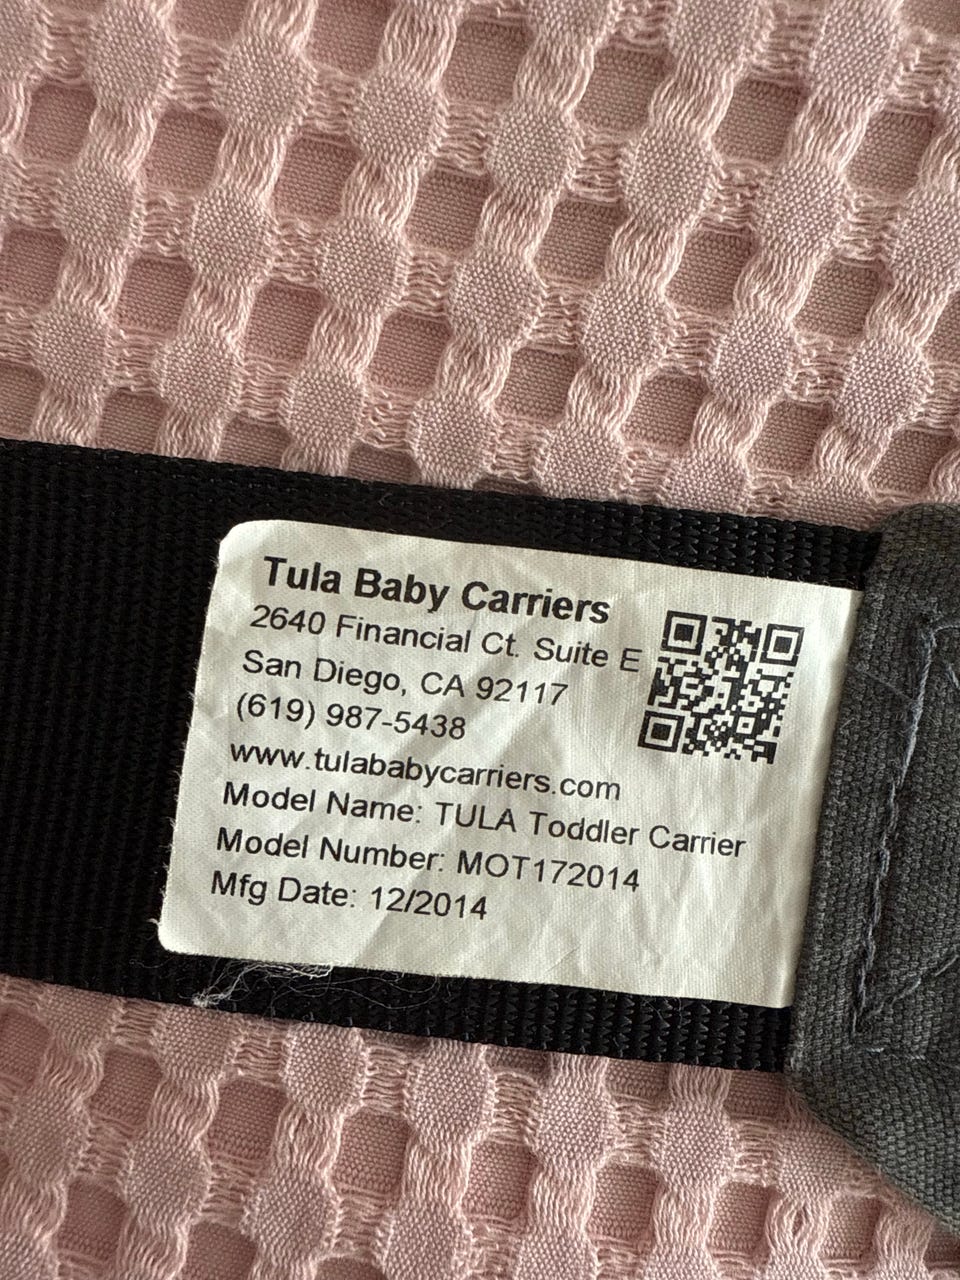 Tula Baby Carriers
2640 Financial Ct. Suite E
San Diego, CA 92117
(619) 987-5438
www.tulababycarriers.com
Model Name: TULA Toddler Carrier
Model Number: MOT172014
Mfg Date: 12/2014